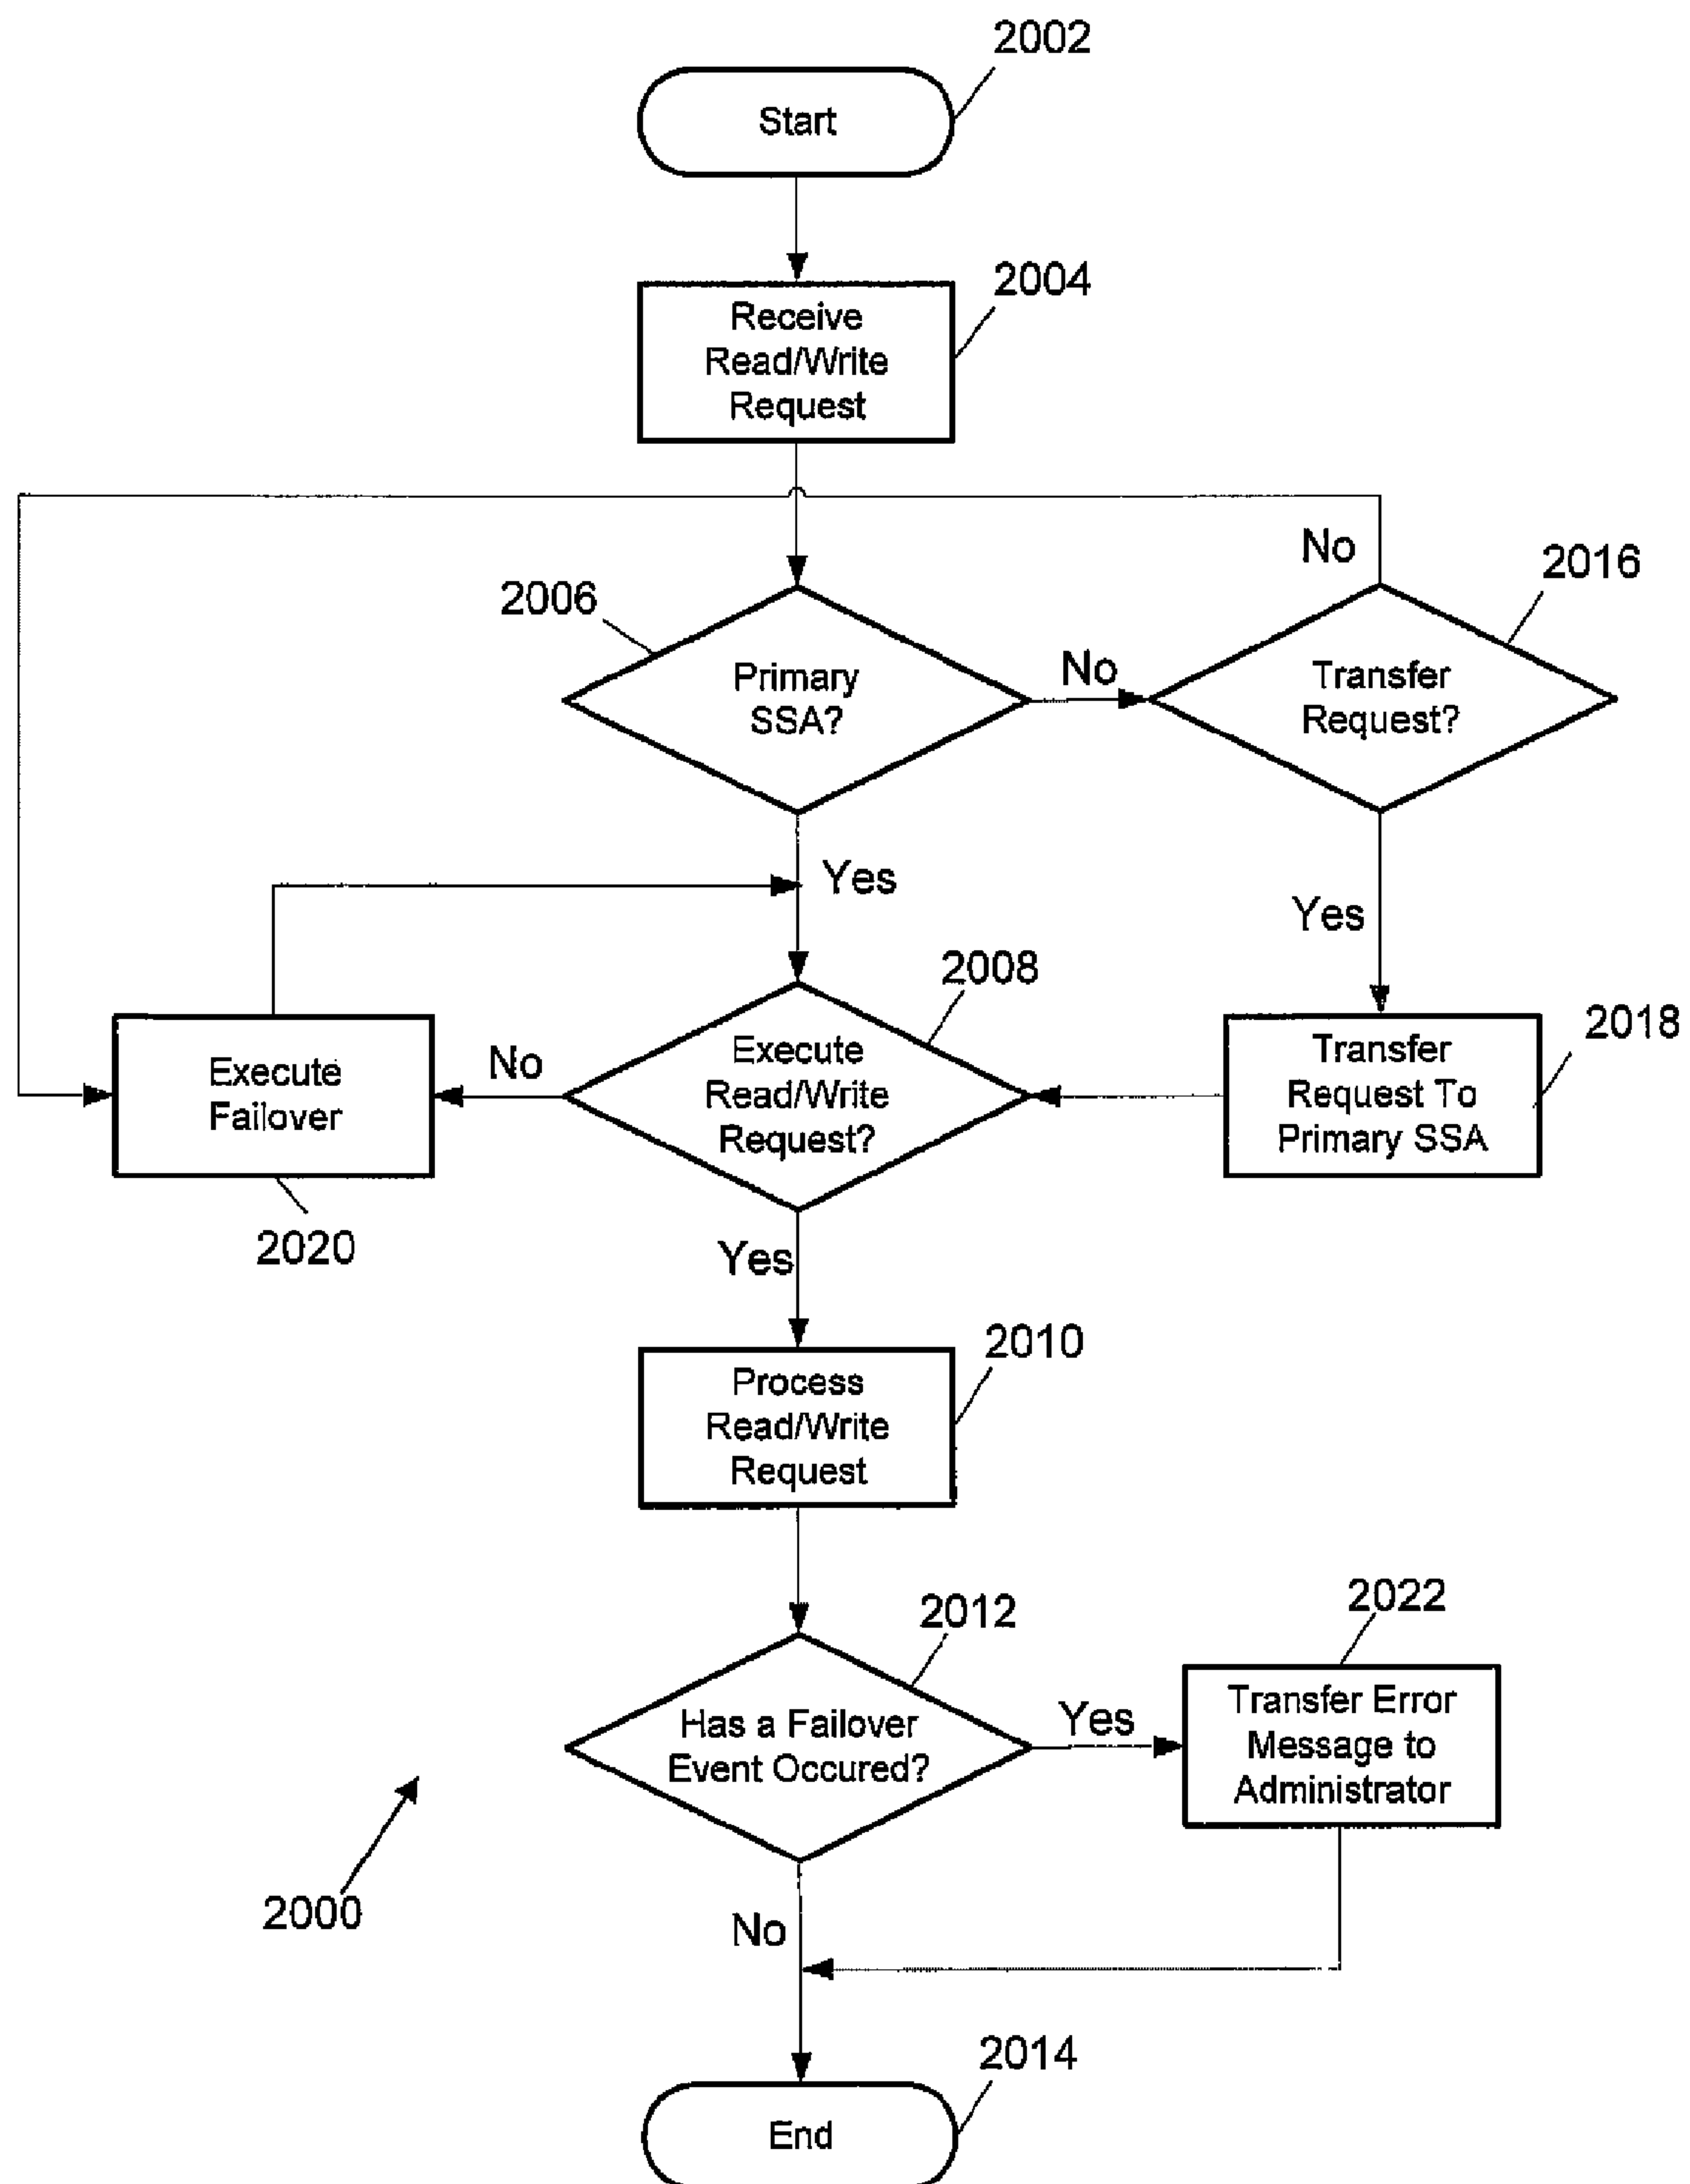 2002
Start
2004
Receive
Read/Write
Request
No
2016
2006
Primary
SSA?
No
Transfer
Request?
Yes
Yes
2008
2018
Execute
Failover
No
Execute
Read/Write
Request?
Transfer
Request To
Primary SSA
2020
Yes
2010
Process
Read/Write
Request
2012
2022
Has a Failover
Event Occured?
Yes
Transfer Error
Message to
Administrator
2000
No
2014
End